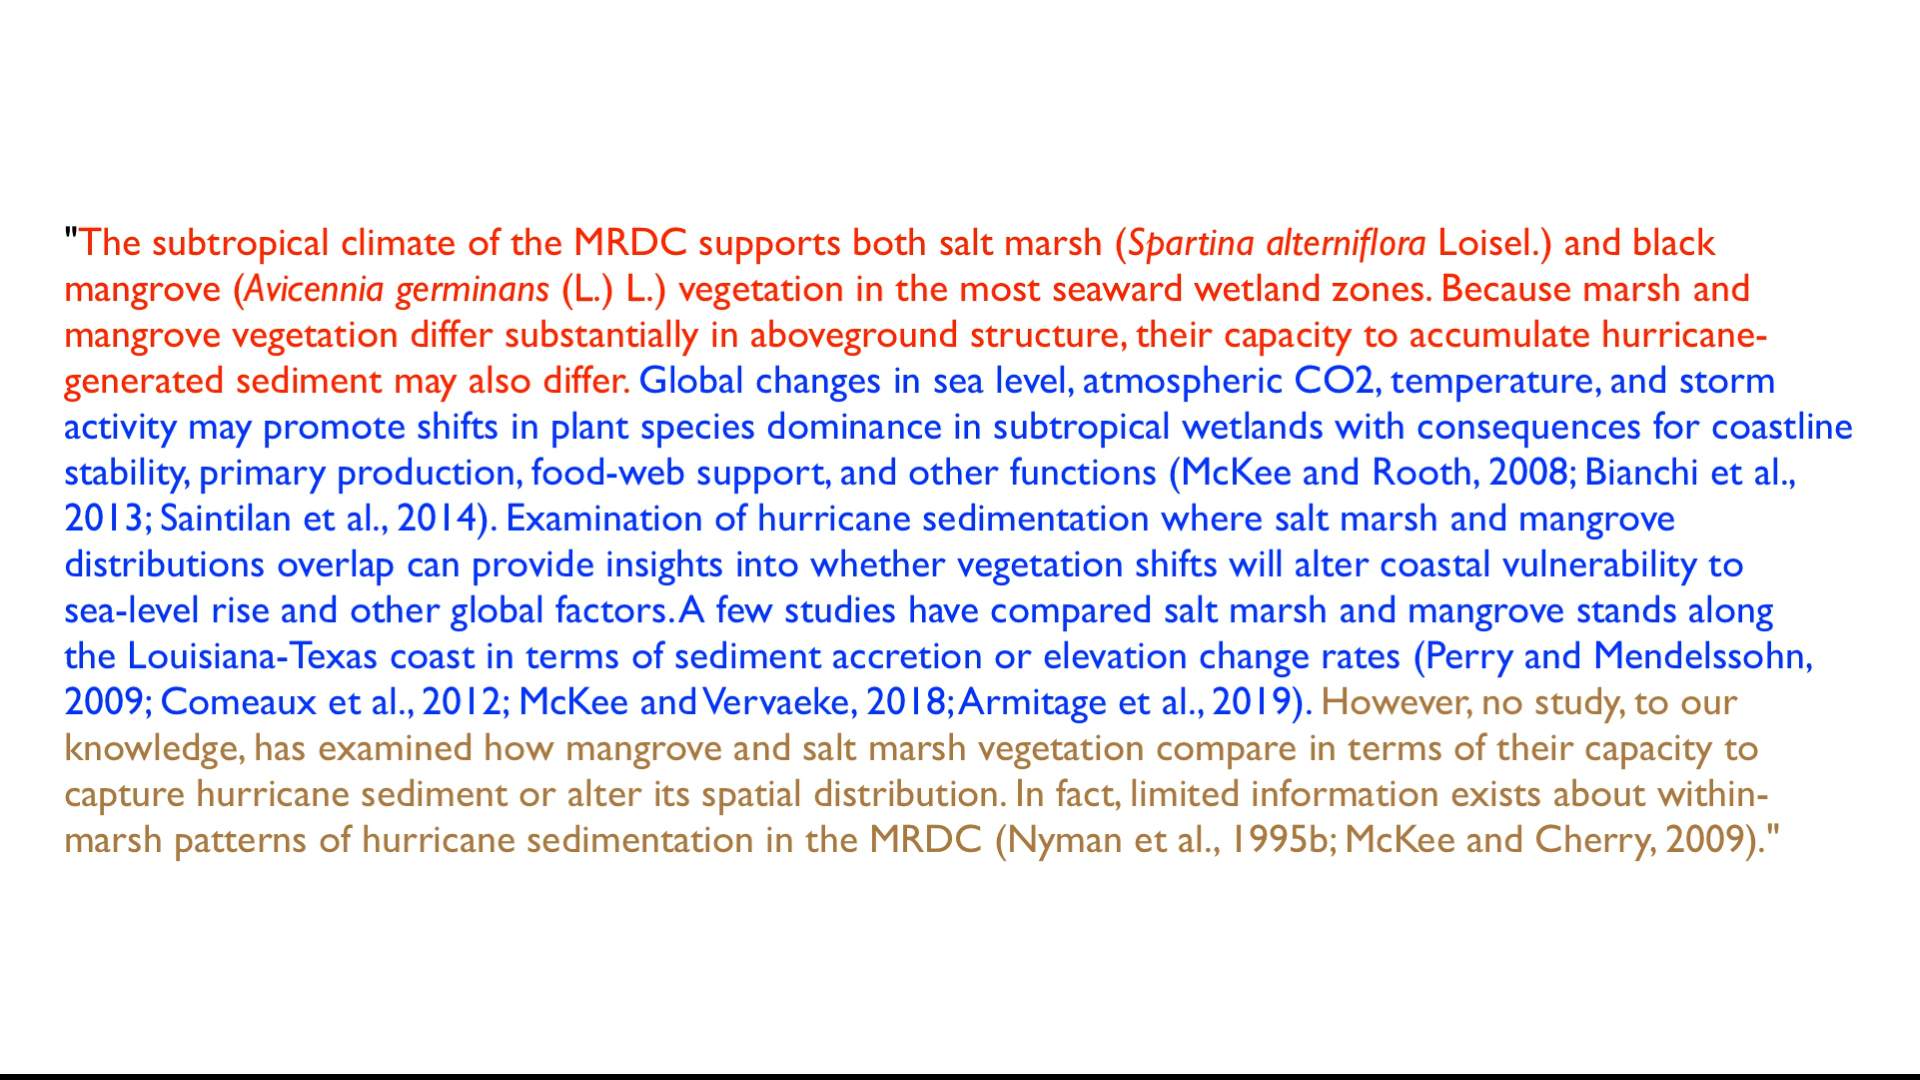 "The subtropical climate of the MRDC supports both salt marsh (Spartina alterniflora Loisel.) and black
mangrove (Avicennia germinans (L.) L.) vegetation in the most seaward wetland zones. Because marsh and
mangrove vegetation differ substantially in aboveground structure, their capacity to accumulate hurricane-
generated sediment may also differ. Global changes in sea level, atmospheric CO2, temperature, and storm
activity may promote shifts in plant species dominance in subtropical wetlands with consequences for coastline
stability, primary production, food-web support, and other functions (McKee and Rooth, 2008; Bianchi et al.,
2013; Saintilan et al., 2014). Examination of hurricane sedimentation where salt marsh and mangrove
distributions overlap can provide insights into whether vegetation shifts will alter coastal vulnerability to
sea-level rise and other global factors. A few studies have compared salt marsh and mangrove stands along
the Louisiana-Texas coast in terms of sediment accretion or elevation change rates (Perry and Mendelssohn,
2009; Comeaux et al., 2012; McKee and Vervaeke, 2018; Armitage et al., 2019). However, no study, to our
knowledge, has examined how mangrove and salt marsh vegetation compare in terms of their capacity to
capture hurricane sediment or alter its spatial distribution. In fact, limited information exists about within-
marsh patterns of hurricane sedimentation in the MRDC (Nyman et al., 1995b; McKee and Cherry, 2009)."